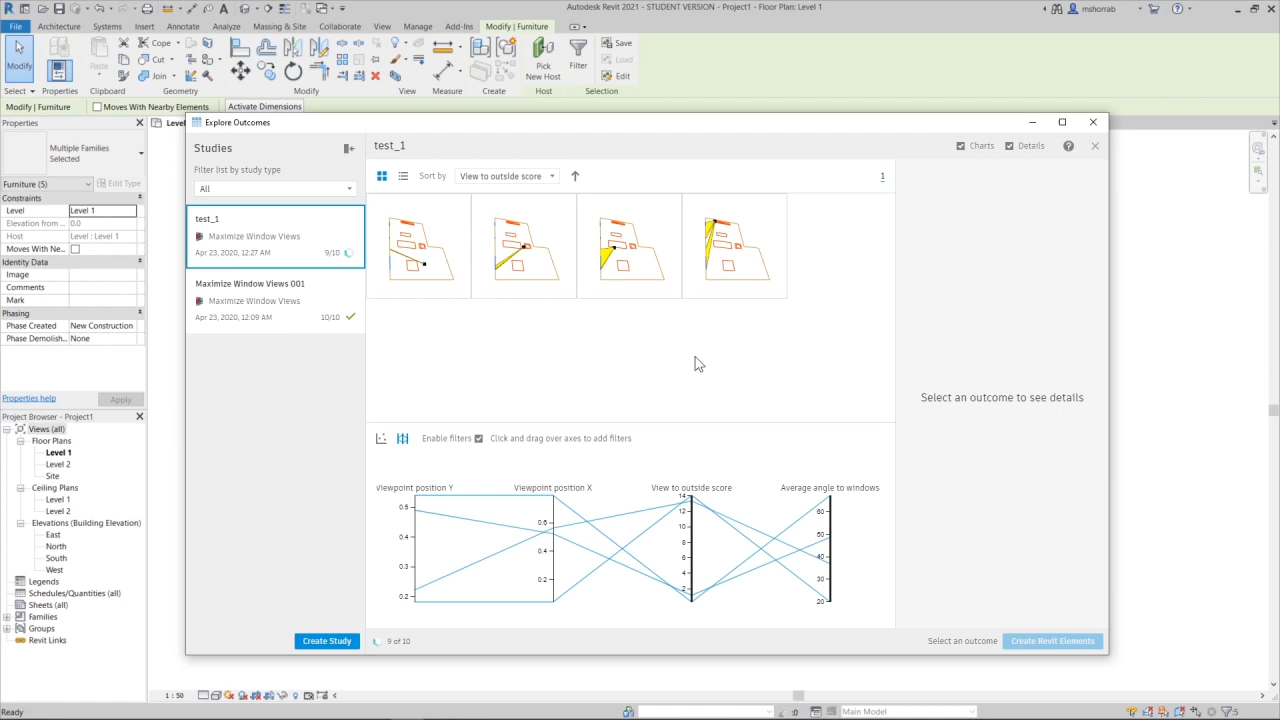 Autodesk Revit 2021 - STUDENT VERSION - Project1 - Floor Plan: Level 1
mshorrab
File Architecture Structure Systems Insert Annotate Analyze Massing & Site Collaborate View Manage Add-Ins Modify | Furniture
Modify
Paste
Cope
Cut
Join
Pick
New Host
Filter
Save
Load
Edit
Select Properties Clipboard Geometry Modify View Measure Create Host Selection
Modify | Furniture Moves With Nearby Elements Activate Dimensions
Properties
Multiple Families
Selected
Furniture (5) Edit Type
Constraints
Level Level 1
Elevation from ... 0.0
Host Level : Level 1
Moves With Ne...
Identity Data
Image
Comments
Mark
Phasing
Phase Created New Construction
Phase Demolish... None
Properties help Apply
Project Browser - Project1
Views (all)
Floor Plans
Level 1
Level 2
Site
Ceiling Plans
Level 1
Level 2
Elevations (Building Elevation)
East
North
South
West
Legends
Schedules/Quantities (all)
Sheets (all)
Families
Groups
Revit Links
Level
Explore Outcomes
Studies
Filter list by study type
All
test_1
Maximize Window Views
Apr 23, 2020, 12:27 AM 9/10
Maximize Window Views 001
Maximize Window Views
Apr 23, 2020, 12:09 AM 10/10
Create Study
test_1
Charts Details
Sort by View to outside score 1
Select an outcome to see details
Enable filters Click and drag over axes to add filters
Viewpoint position Y Viewpoint position X View to outside score Average angle to windows
0.5
0.4
0.3
0.2
0.6
0.4
0.2
14
12
10
8
6
4
2
60
50
40
30
20
9 of 10
Select an outcome Create Revit Elements
1 : 50
Ready
:0
Main Model
:5